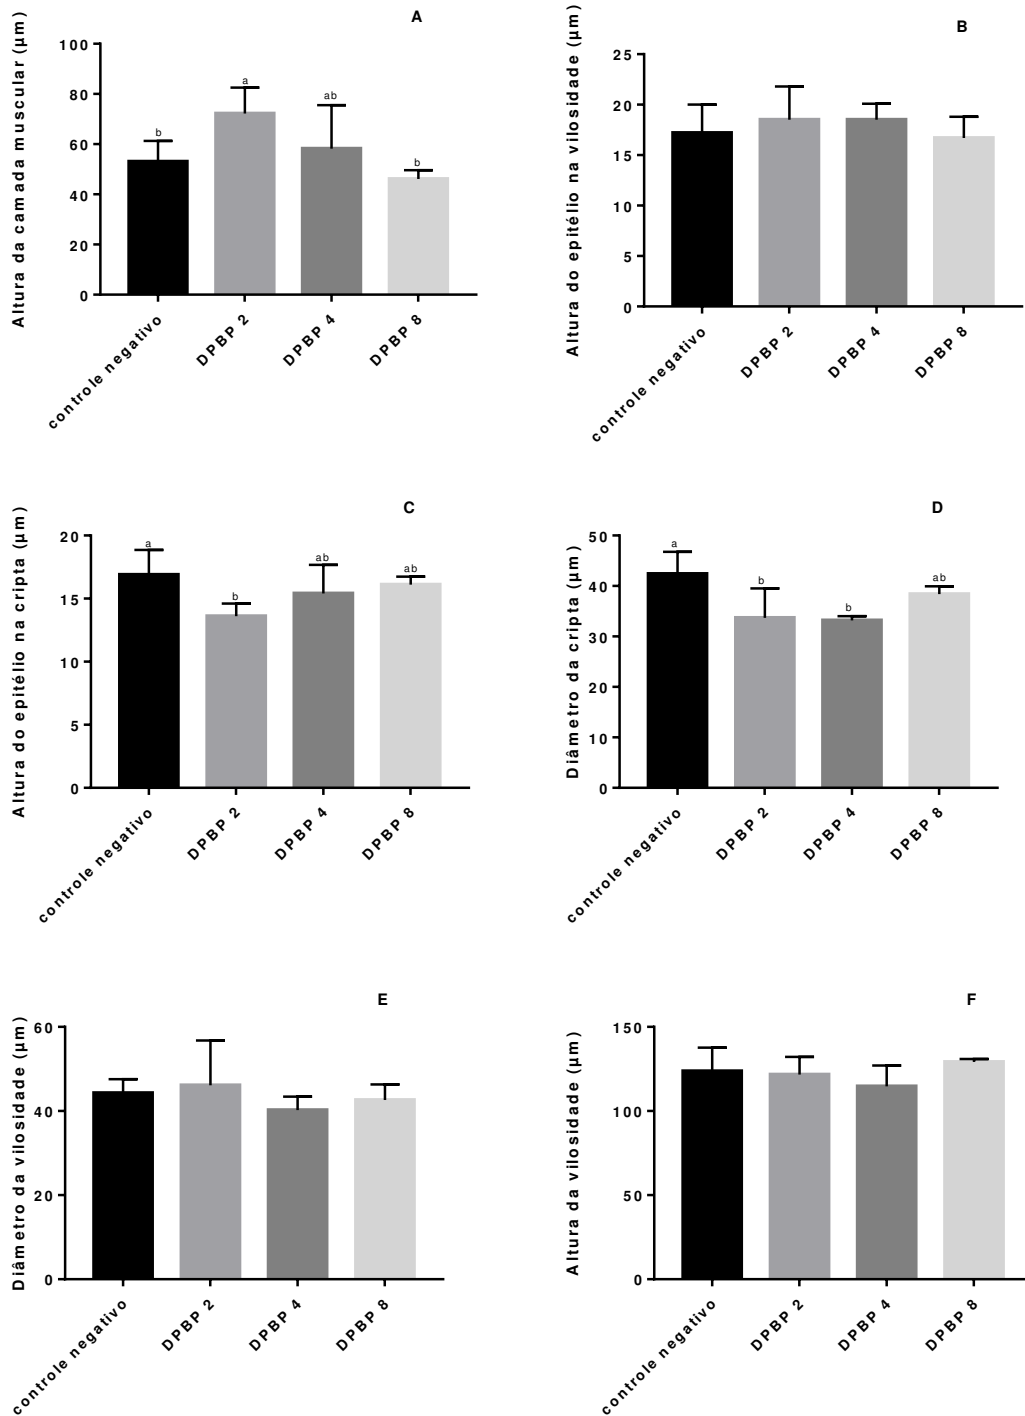 A
Altura da camada muscular (µm)
100
80
60
40
20
0
b
a
ab
b
controle negativo
DPBP 2
DPBP 4
DPBP 8
B
Altura do epitélio na vilosidade (µm)
25
20
15
10
5
0
controle negativo
DPBP 2
DPBP 4
DPBP 8
C
Altura do epitélio na cripta (µm)
20
15
10
5
0
a
b
ab
ab
controle negativo
DPBP 2
DPBP 4
DPBP 8
D
Diâmetro da cripta (µm)
50
40
30
20
10
0
a
b
b
ab
controle negativo
DPBP 2
DPBP 4
DPBP 8
E
Diâmetro da vilosidade (µm)
60
40
20
0
controle negativo
DPBP 2
DPBP 4
DPBP 8
F
Altura da vilosidade (µm)
150
100
50
0
controle negativo
DPBP 2
DPBP 4
DPBP 8